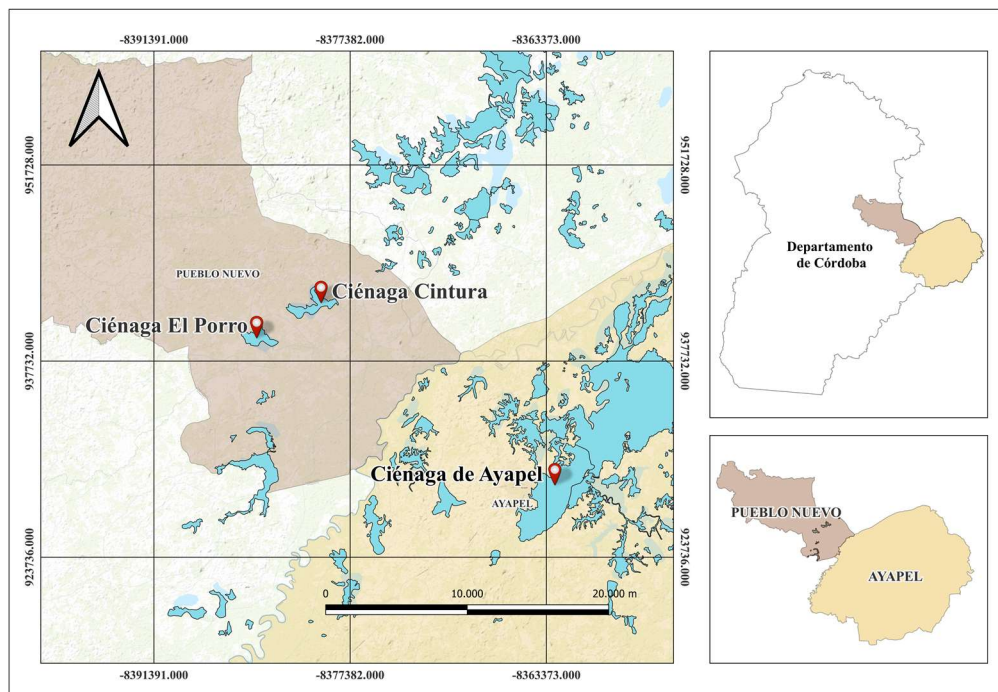 -8391391.000
-8377382.000
-8363373.000
951728.000
951728.000
PUEBLO NUEVO
Ciénaga Cintura
Ciénaga El Porro
937732.000
937732.000
Ciénaga de Ayapel
AYAPEL
923736.000
923736.000
0
10.000
20.000 m
-8391391.000
-8377382.000
-8363373.000
Departamento
de Córdoba
PUEBLO NUEVO
AYAPEL